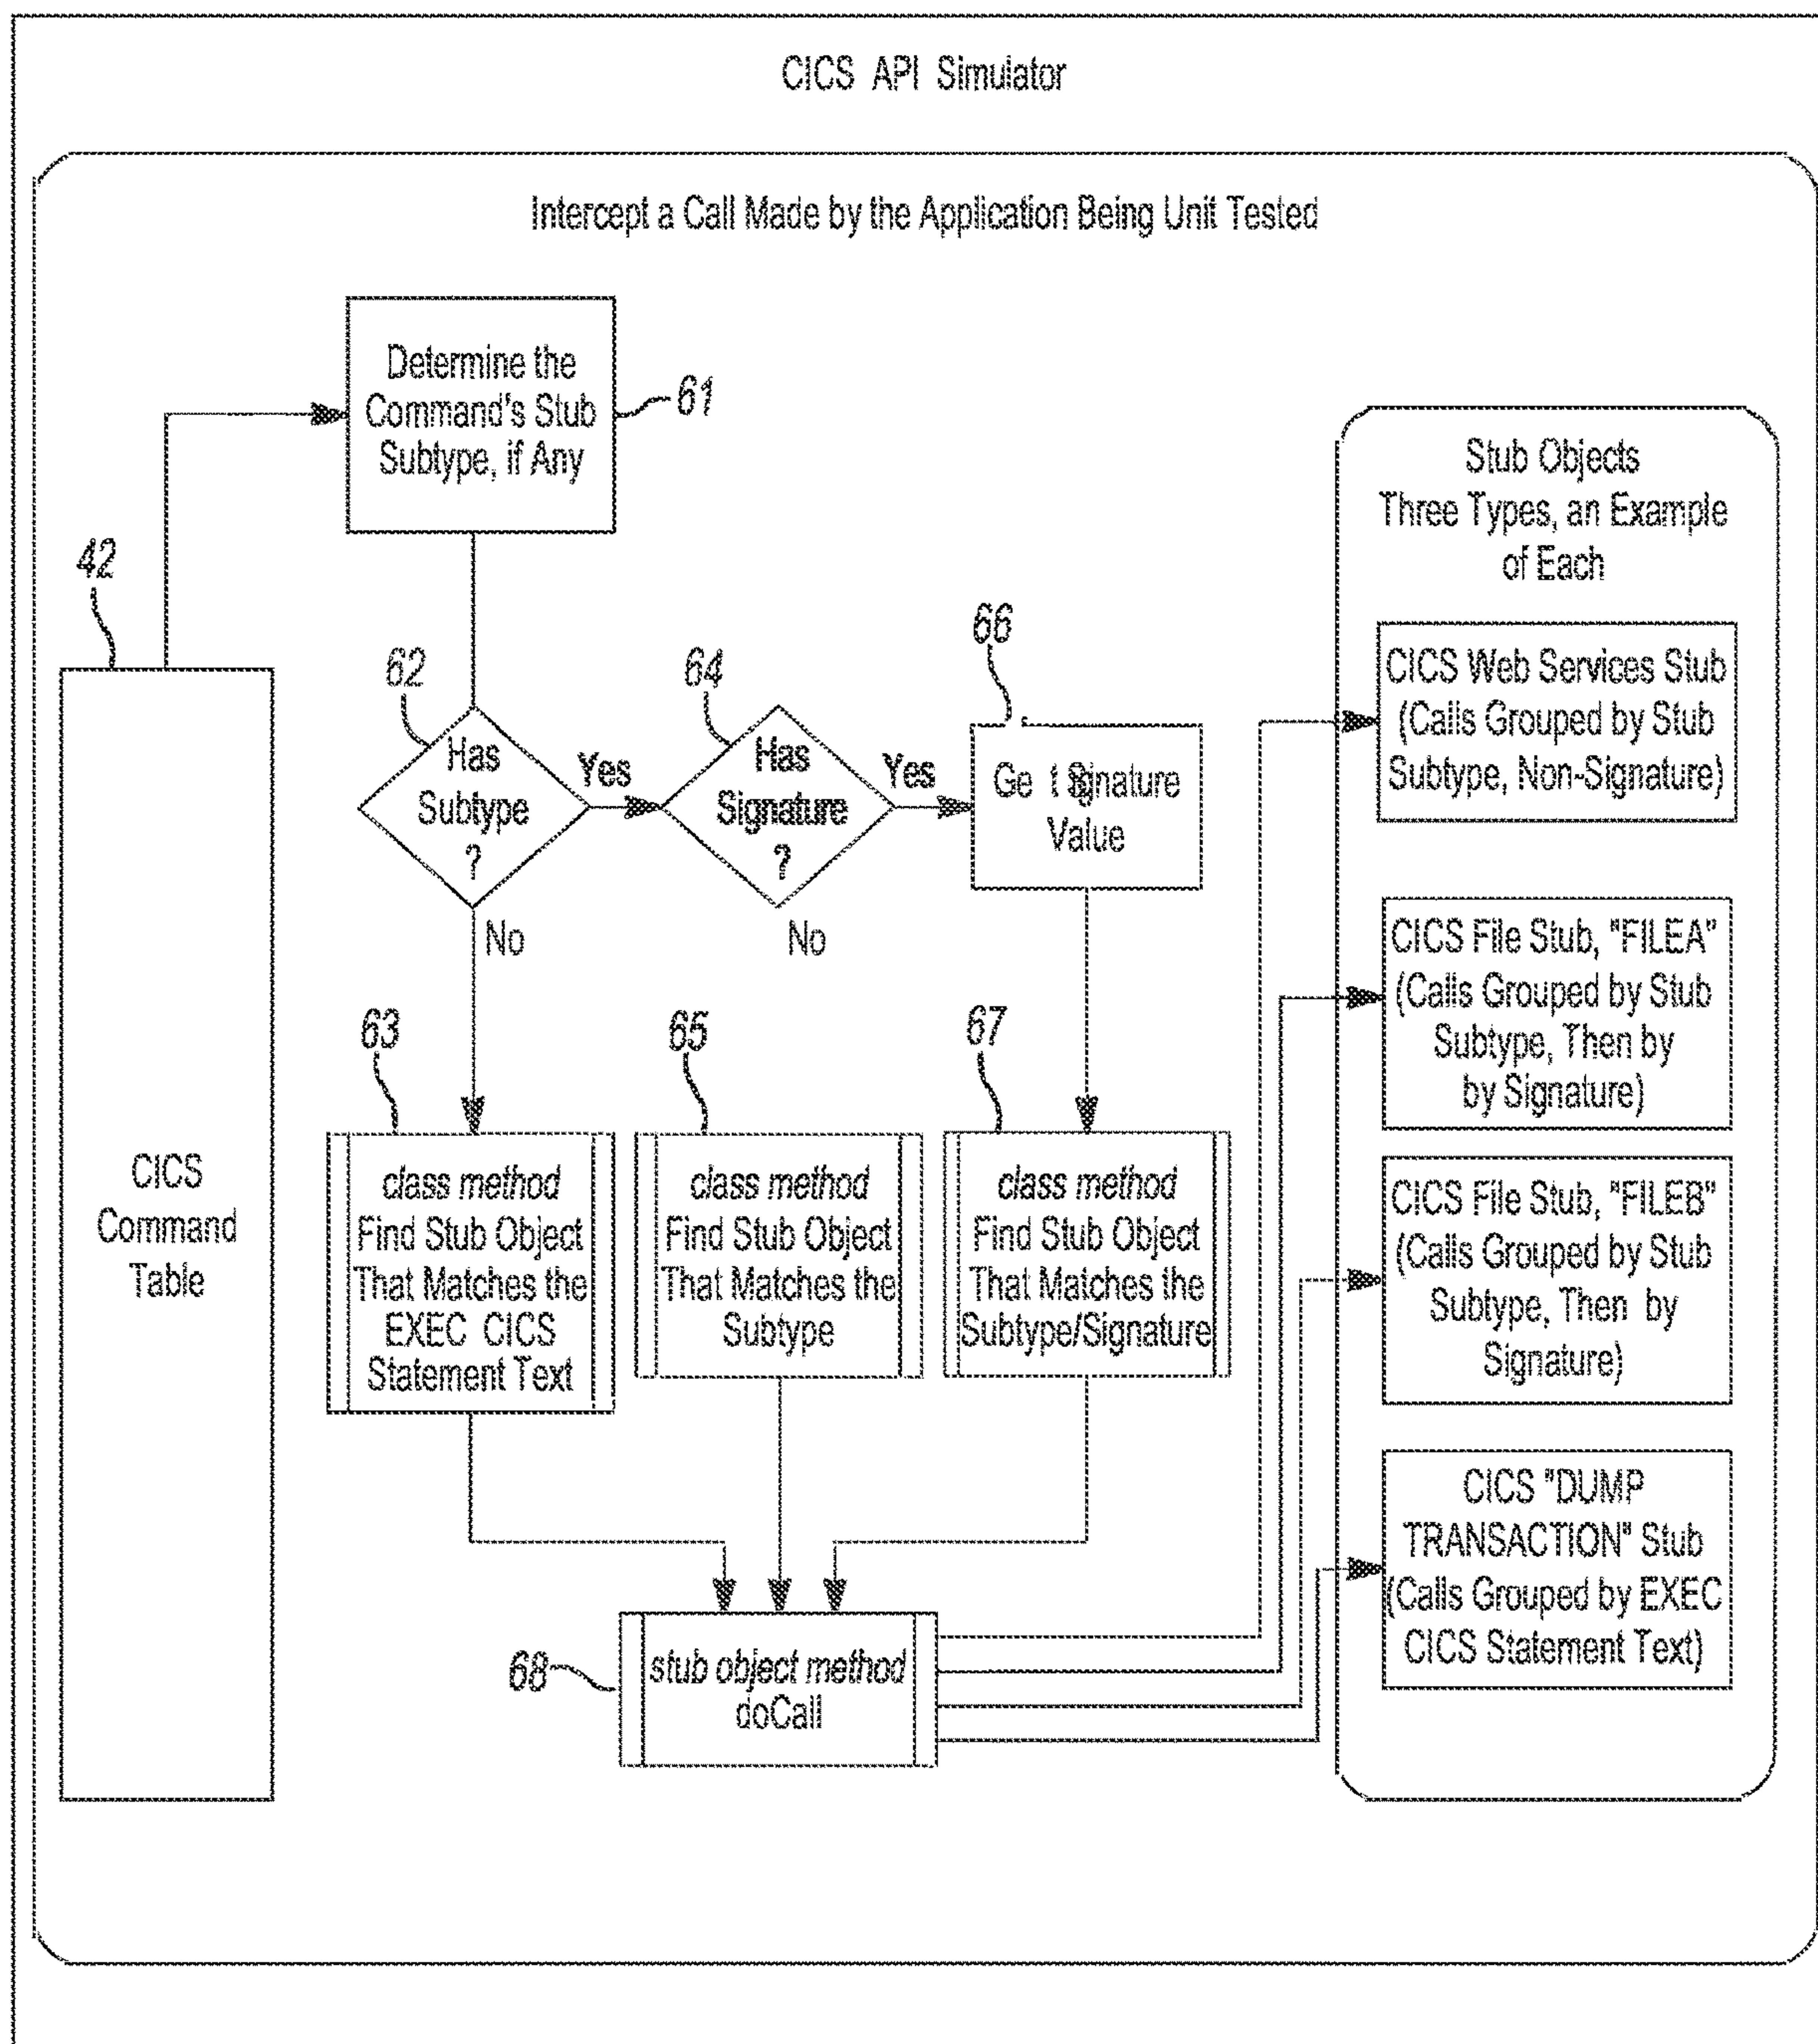 CICS API Simulator
Intercept a Call Made by the Application Being Unit Tested
Determine the
Command's Stub
Subtype, if Any
61
42
CICS
Command
Table
62
Has
Subtype
?
Yes
No
64
Has
Signature
?
Yes
No
66
Ge t Signature
Value
63
class method
Find Stub Object
That Matches the
EXEC CICS
Statement Text
65
class method
Find Stub Object
That Matches the
Subtype
67
class method
Find Stub Object
That Matches the
Subtype/Signature
68
stub object method
doCall
Stub Objects
Three Types, an Example
of Each
CICS Web Services Stub
(Calls Grouped by Stub
Subtype, Non-Signature)
CICS File Stub, "FILEA"
(Calls Grouped by Stub
Subtype, Then by
by Signature)
CICS File Stub, "FILEB"
(Calls Grouped by Stub
Subtype, Then by
Signature)
CICS "DUMP
TRANSACTION" Stub
(Calls Grouped by EXEC
CICS Statement Text)